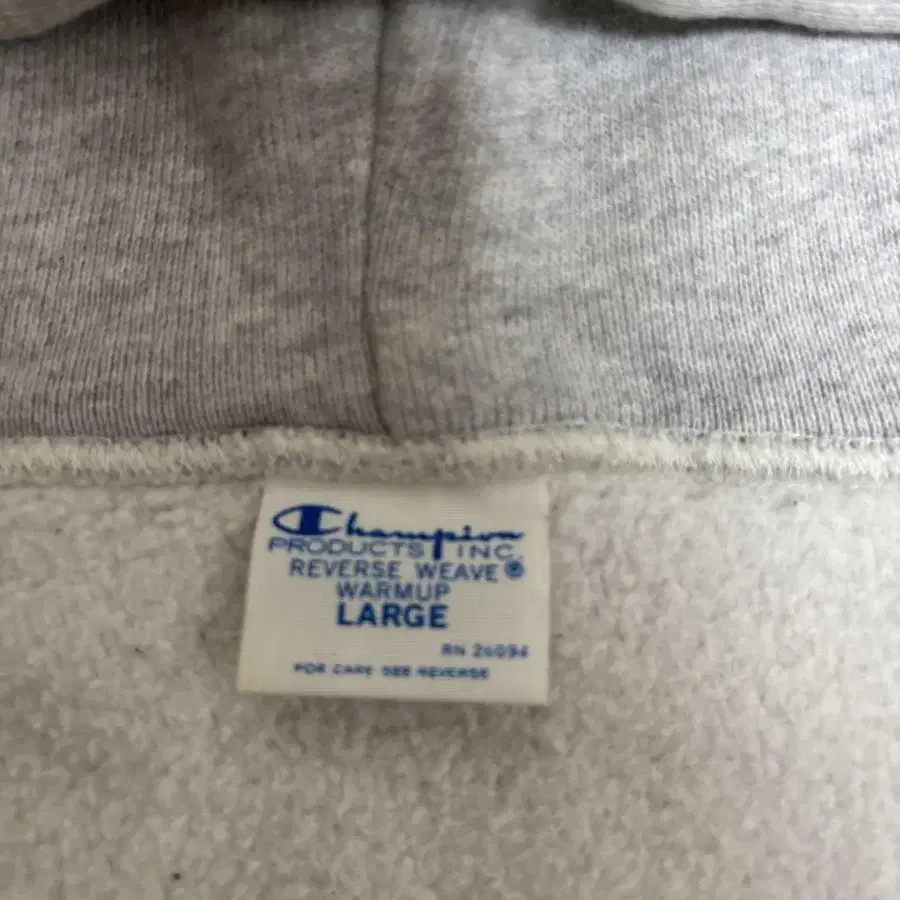 Champion
PRODUCTS INC.
REVERSE WEAVE®
WARMUP
LARGE
RN 26094
FOR CARE SEE REVERSE